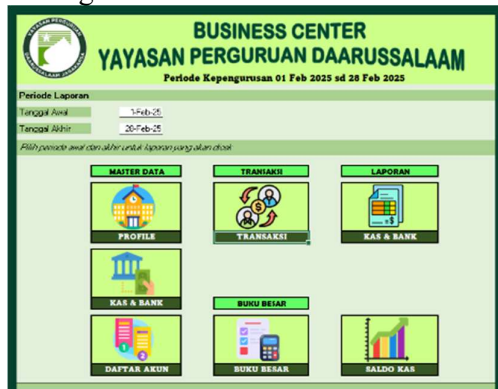 BUSINESS CENTER
YAYASAN PERGURUAN DAARUSSALAAM
Periode Kepengurusan 01 Feb 2025 sd 28 Feb 2025
Periode Laporan
Tanggal Awal 1-Feb-25
Tanggal Akhir 20-Feb-25
Pilih periode awal dan akhir untuk laporan yang akan dicek
MASTER DATA TRANSAKSI LAPORAN
PROFILE TRANSAKSI KAS & BANK
KAS & BANK BUKU BESAR
DAFTAR AKUN BUKU BESAR SALDO KAS